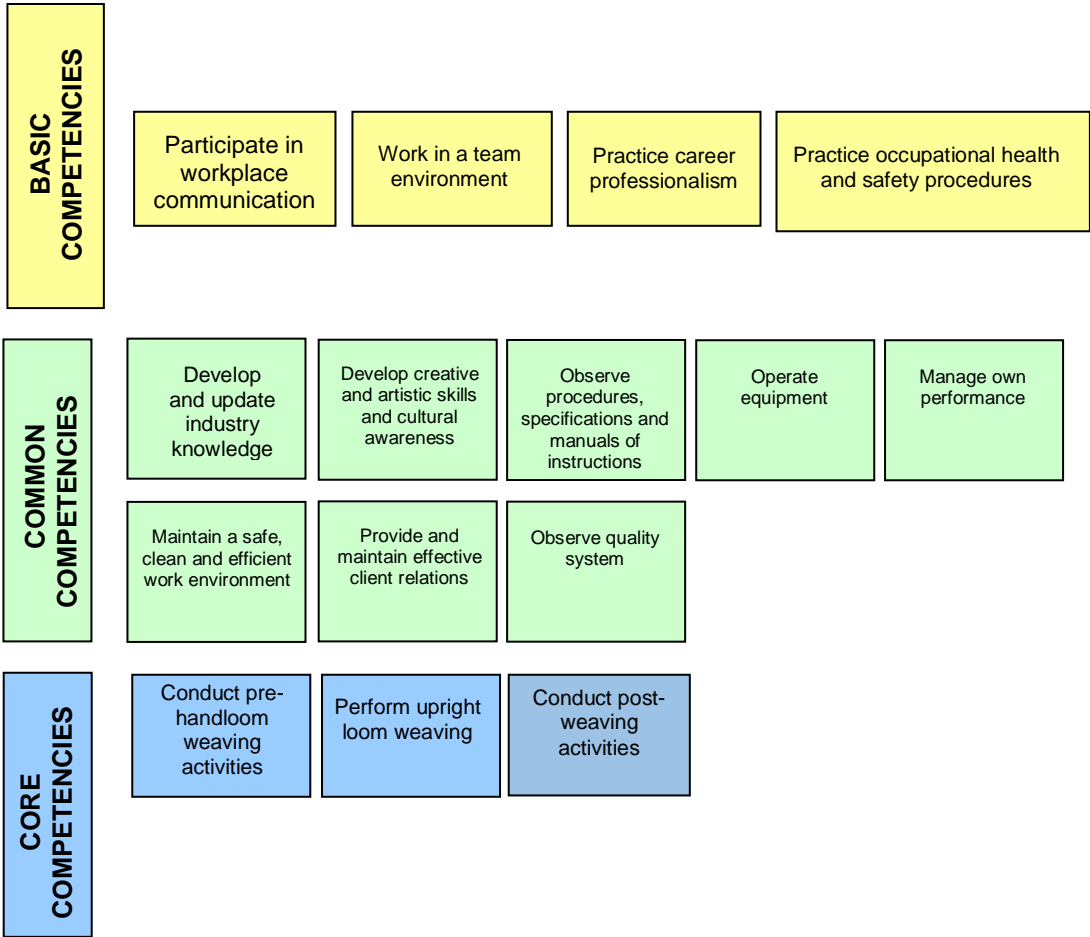 BASIC
COMPETENCIES
Participate in
workplace
communication
Work in a team
environment
Practice career
professionalism
Practice occupational health
and safety procedures
COMMON
COMPETENCIES
Develop
and update
industry
knowledge
Develop creative
and artistic skills
and cultural
awareness
Observe
procedures,
specifications and
manuals of
instructions
Operate
equipment
Manage own
performance
Maintain a safe,
clean and efficient
work environment
Provide and
maintain effective
client relations
Observe quality
system
CORE
COMPETENCIES
Conduct pre-
handloom
weaving
activities
Perform upright
loom weaving
Conduct post-
weaving
activities